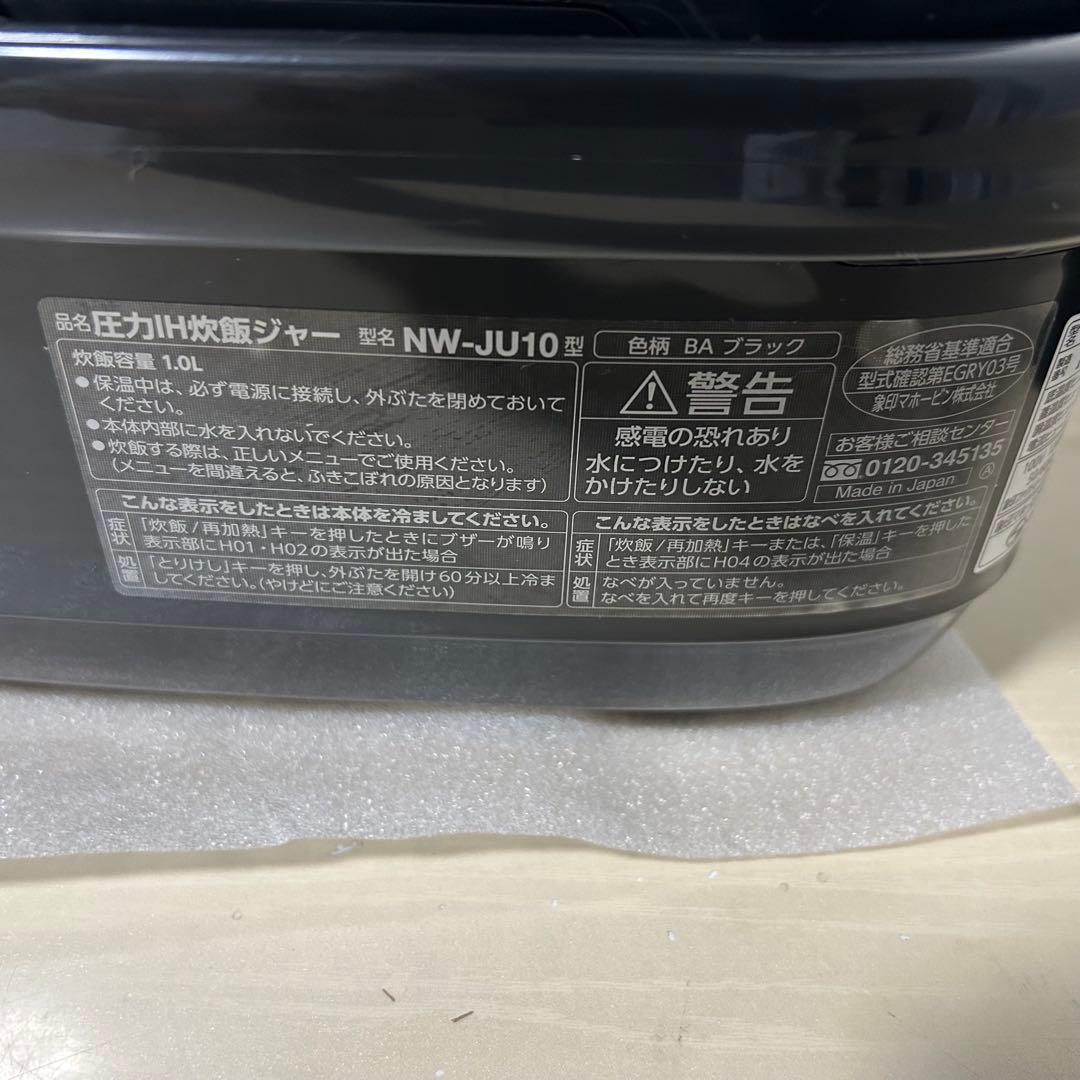 品名 圧力IH炊飯ジャー 型名 NW-JU10型
炊飯容量 1.0L
●保温中は、必ず電源に接続し、外ぶたを閉めておいて
ください。
●本体内部に水を入れないでください。
●炊飯する際は、正しいメニューでご使用ください。
(メニューを間違えると、ふきこぼれの原因となります)
色柄 BA ブラック
警告
感電の恐れあり
水につけたり、水を
かけたりしない
総務省基準適合
型式確認第EGRY03号
象印マホービン株式会社
お客様ご相談センター
0120-345135
Made in Japan Ⓐ
こんな表示をしたときは本体を冷ましてください。
症状 「炊飯/再加熱」キーを押したときにブザーが鳴り
表示部にH01・H02の表示が出た場合
処置 「とりけし」キーを押し、外ぶたを開け60分以上冷ま
してください。(やけどにご注意ください)
こんな表示をしたときはなべを入れてください。
症状 「炊飯/再加熱」キーまたは、「保温」キーを押した
とき表示部にH04の表示が出た場合
処置 なべが入っていません。
なべを入れて再度キーを押してください。